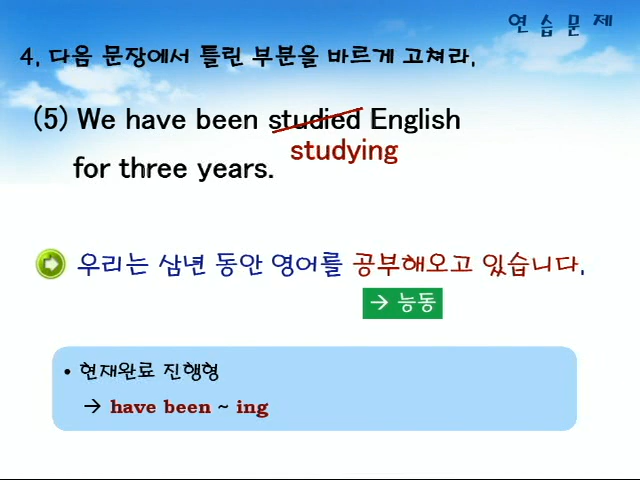 연습문제
4. 다음 문장에서 틀린 부분을 바르게 고쳐라.
(5) We have been studied English
studying
for three years.
우리는 삼년 동안 영어를 공부해오고 있습니다.
→ 능동
• 현재완료 진행형
→ have been ~ ing